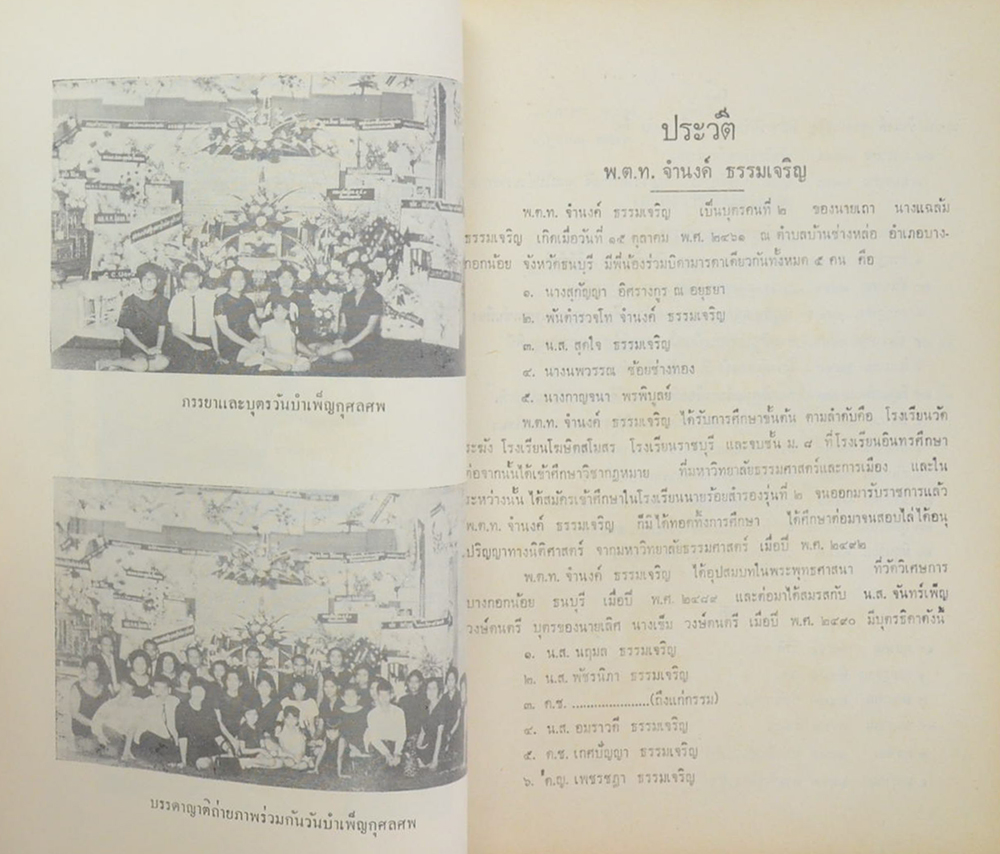 ภรรยาและบุตรวันบำเพ็ญกุศลศพ
บรรดาญาติถ่ายภาพร่วมกันวันบำเพ็ญกุศลศพ
ประวัติ
พ.ต.ท. จำนงค์ ธรรมเจริญ
พ.ต.ท. จำนงค์ ธรรมเจริญ เป็นบุตรคนที่ ๒ ของนายเถา นางแฉล้ม
ธรรมเจริญ เกิดเมื่อวันที่ ๑๕ ตุลาคม พ.ศ. ๒๔๖๑ ณ ตำบลบ้านช่างหล่อ อำเภอบาง-
กอกน้อย จังหวัดธนบุรี มีพี่น้องร่วมบิดามารดาเดียวกันทั้งหมด ๕ คน คือ
๑. นางสุกัญญา อิศรางกูร ณ อยุธยา
๒. พันตำรวจโท จำนงค์ ธรรมเจริญ
๓. น.ส. สุดใจ ธรรมเจริญ
๔. นางนพวรรณ ช้อยช่างทอง
๕. นางกาญจนา พรพิบูลย์
พ.ต.ท. จำนงค์ ธรรมเจริญ ได้รับการศึกษาขั้นต้น ตามลำดับคือ โรงเรียนวัด
ระฆัง โรงเรียนโฆษิตสโมสร โรงเรียนราชบุรี และจบชั้น ม. ๘ ที่โรงเรียนอินทรศึกษา
ต่อจากนั้นได้เข้าศึกษาวิชากฎหมาย ที่มหาวิทยาลัยธรรมศาสตร์และการเมือง และใน
ระหว่างนั้น ได้สมัครเข้าศึกษาในโรงเรียนนายร้อยสำรองรุ่นที่ ๒ จนออกมารับราชการแล้ว
พ.ต.ท. จำนงค์ ธรรมเจริญ ก็มิได้ทอดทิ้งการศึกษา ได้ศึกษาต่อมาจนสอบไล่ได้อนุ
ปริญญาทางนิติศาสตร์ จากมหาวิทยาลัยธรรมศาสตร์ เมื่อปี พ.ศ. ๒๔๙๒
พ.ต.ท. จำนงค์ ธรรมเจริญ ได้อุปสมบทในพระพุทธศาสนา ที่วัดวิเศษการ
บางกอกน้อย ธนบุรี เมื่อปี พ.ศ. ๒๔๘๙ และต่อมาได้สมรสกับ น.ส. จันทร์เพ็ญ
วงษ์ดนตรี บุตรของนายเลิศ นางเข็ม วงษ์ดนตรี เมื่อปี พ.ศ. ๒๔๙๐ มีบุตรธิดาดังนี้
๑. น.ส. นฤมล ธรรมเจริญ
๒. น.ส. พัชรนิภา ธรรมเจริญ
๓. ด.ช. .....................(ถึงแก่กรรม)
๔. น.ส. อมราวดี ธรรมเจริญ
๕. ด.ช. เกศปัญญา ธรรมเจริญ
๖. ด.ญ. เพชรชฎา ธรรมเจริญ